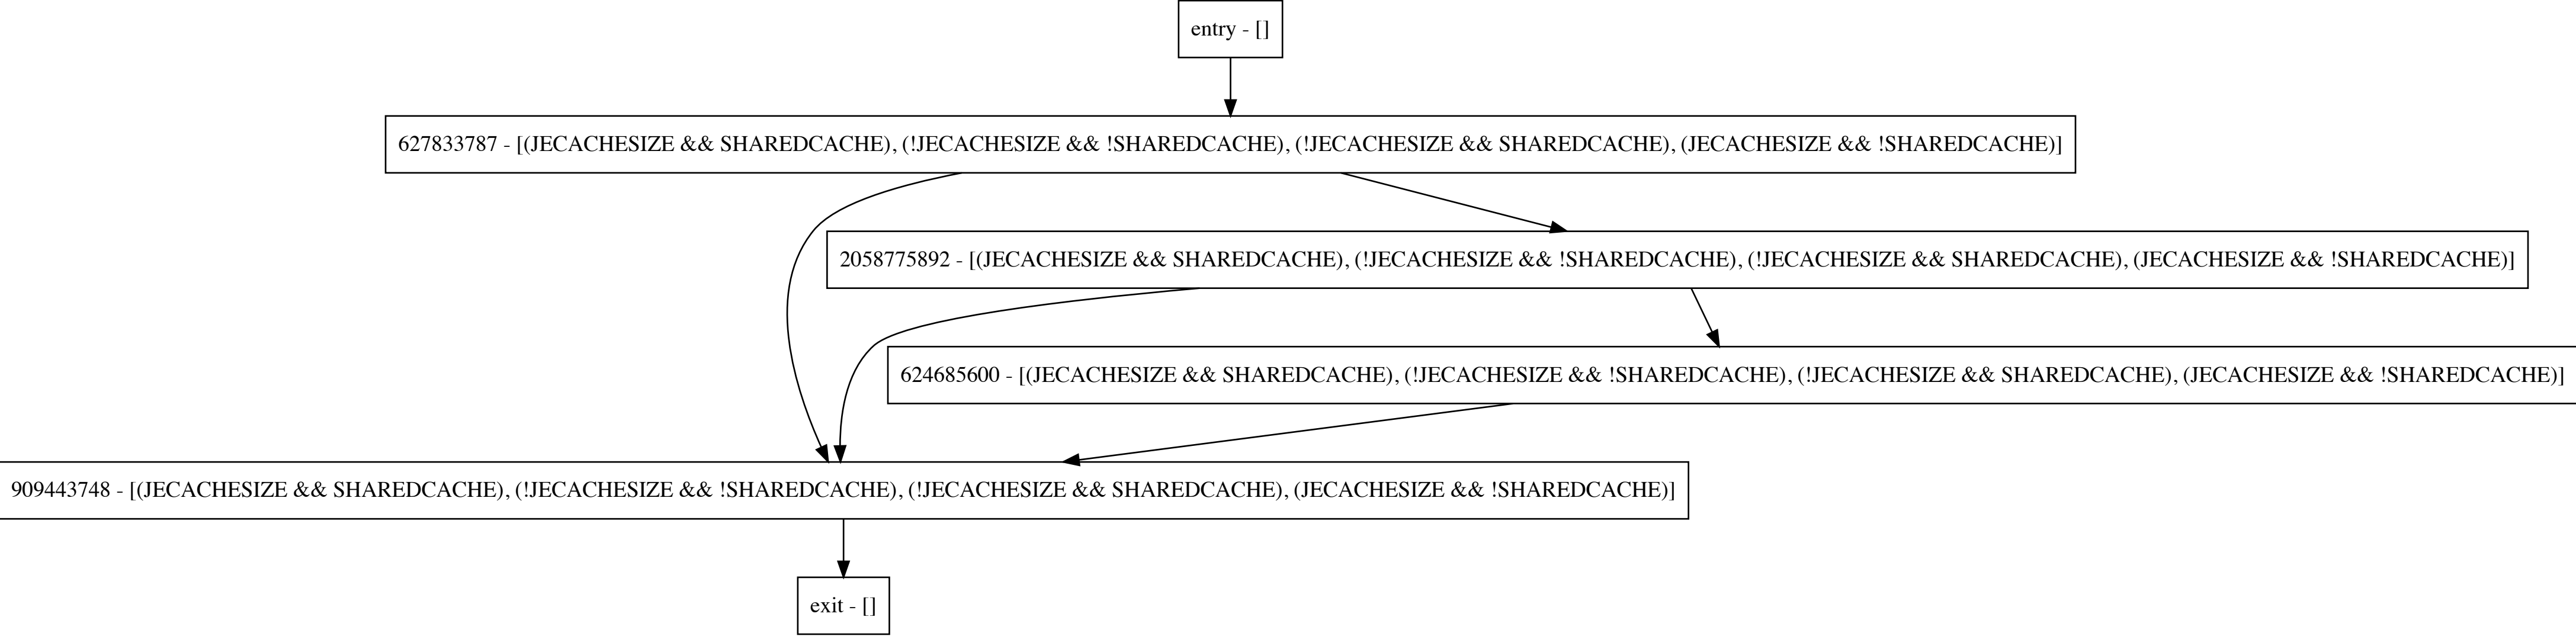 entry - []
627833787 - [(JECACHESIZE && SHAREDCACHE), (!JECACHESIZE && !SHAREDCACHE), (!JECACHESIZE && SHAREDCACHE), (JECACHESIZE && !SHAREDCACHE)]
2058775892 - [(JECACHESIZE && SHAREDCACHE), (!JECACHESIZE && !SHAREDCACHE), (!JECACHESIZE && SHAREDCACHE), (JECACHESIZE && !SHAREDCACHE)]
624685600 - [(JECACHESIZE && SHAREDCACHE), (!JECACHESIZE && !SHAREDCACHE), (!JECACHESIZE && SHAREDCACHE), (JECACHESIZE && !SHAREDCACHE)]
909443748 - [(JECACHESIZE && SHAREDCACHE), (!JECACHESIZE && !SHAREDCACHE), (!JECACHESIZE && SHAREDCACHE), (JECACHESIZE && !SHAREDCACHE)]
exit - []